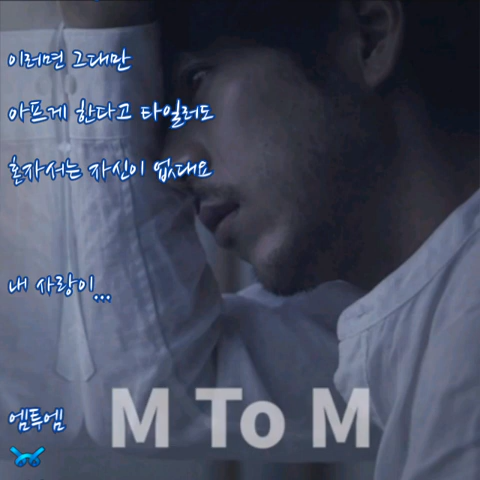 이러면 그대만
아프게 한다고 타일러도
혼자서는 자신이 없대요
내 사랑이...
엠투엠
M To M